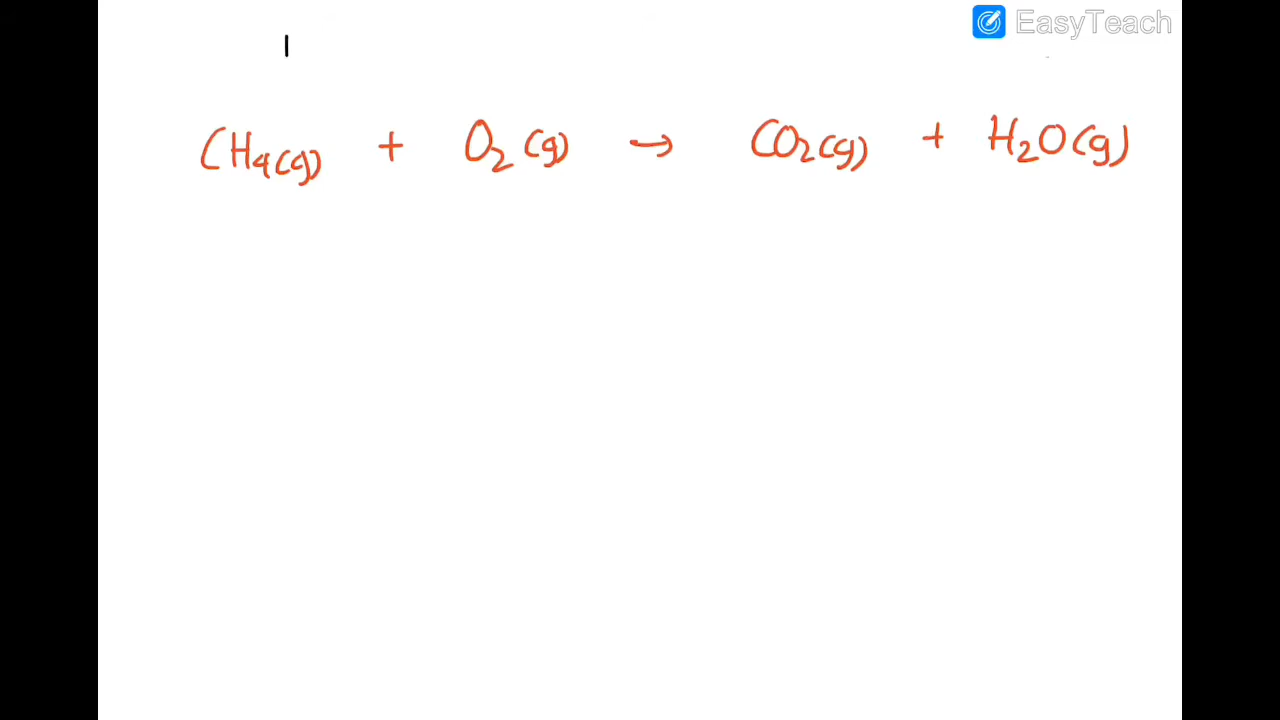 EasyTeach
|
CH4(g) + O2(g) → CO2(g) + H2O(g)